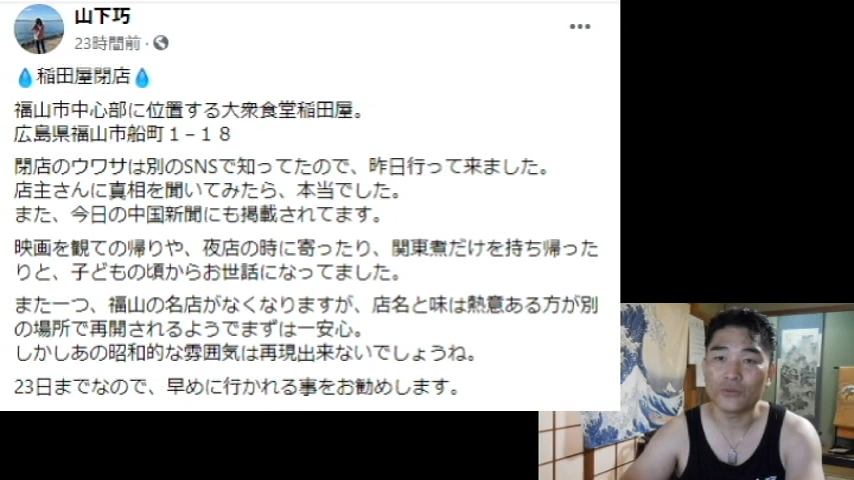 山下巧
23時間前・
稲田屋閉店
福山市中心部に位置する大衆食堂稲田屋。
広島県福山市船町１－１８
閉店のウワサは別のSNSで知ってたので、昨日行って来ました。
店主さんに真相を聞いてみたら、本当でした。
また、今日の中国新聞にも掲載されてます。
映画を観ての帰りや、夜店の時に寄ったり、関東煮だけを持ち帰った
りと、子どもの頃からお世話になってました。
また一つ、福山の名店がなくなりますが、店名と味は熱意ある方が別
の場所で再開されるようでまずは一安心。
しかしあの昭和的な雰囲気は再現出来ないでしょうね。
23日までなので、早めに行かれる事をお勧めします。